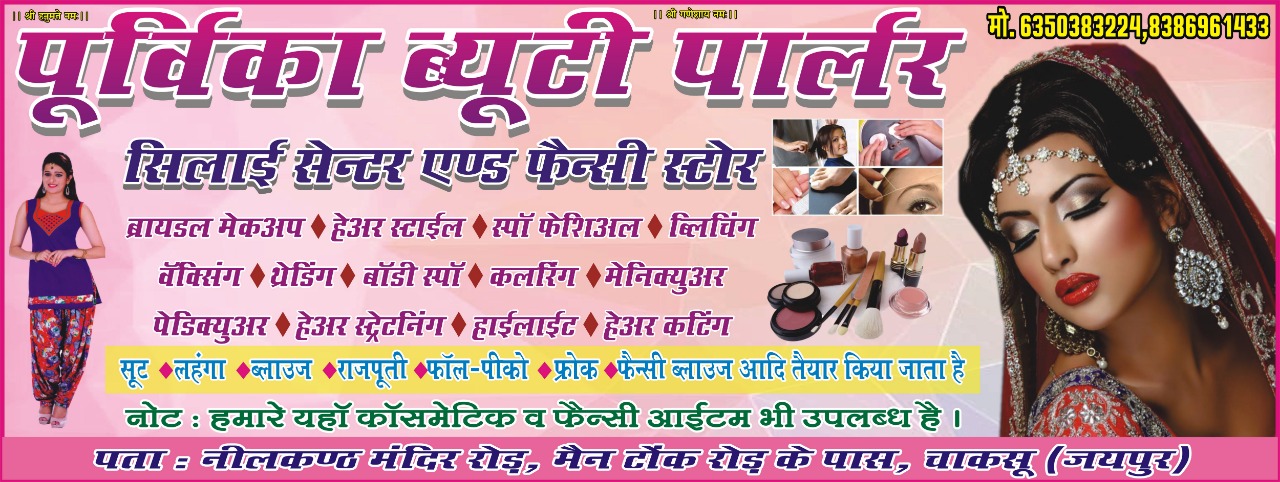 || श्री हनुमते नमः ||
|| श्री गणेशाय नमः ||
मो. 6350383224,8386961433
पूर्विका ब्यूटी पार्लर
सिलाई सेन्टर एण्ड फैन्सी स्टोर
ब्रायडल मेकअप ♦ हेअर स्टाईल ♦ स्पॉ फेशिअल ♦ ब्लिचिंग
वॅक्सिंग ♦ थ्रेडिंग ♦ बॉडी स्पॉ ♦ कलरिंग ♦ मेनिक्युअर
पेडिक्युअर ♦ हेअर स्ट्रेटनिंग ♦ हाईलाईट ♦ हेअर कटिंग
सूट ♦लहंगा ♦ब्लाउज ♦राजपूती ♦फॉल-पीको ♦फ्रोक ♦फैन्सी ब्लाउज आदि तैयार किया जाता है
नोट : हमारे यहॉ कॉसमेटिक व फैन्सी आईटम भी उपलब्ध है ।
पता : नीलकण्ठ मंदिर रोड़, मैन टोंक रोड़ के पास, चाकसू (जयपुर)